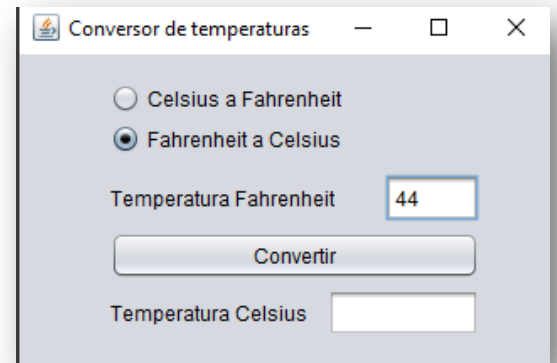 Conversor de temperaturas
Celsius a Fahrenheit
Fahrenheit a Celsius
Temperatura Fahrenheit 44
Convertir
Temperatura Celsius